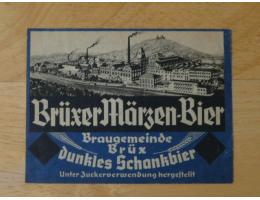 Brüxer Märzen-Bier
Braugemeinde
Brüx
dunkles Schankbier
Unter Zuckerverwendung hergestellt